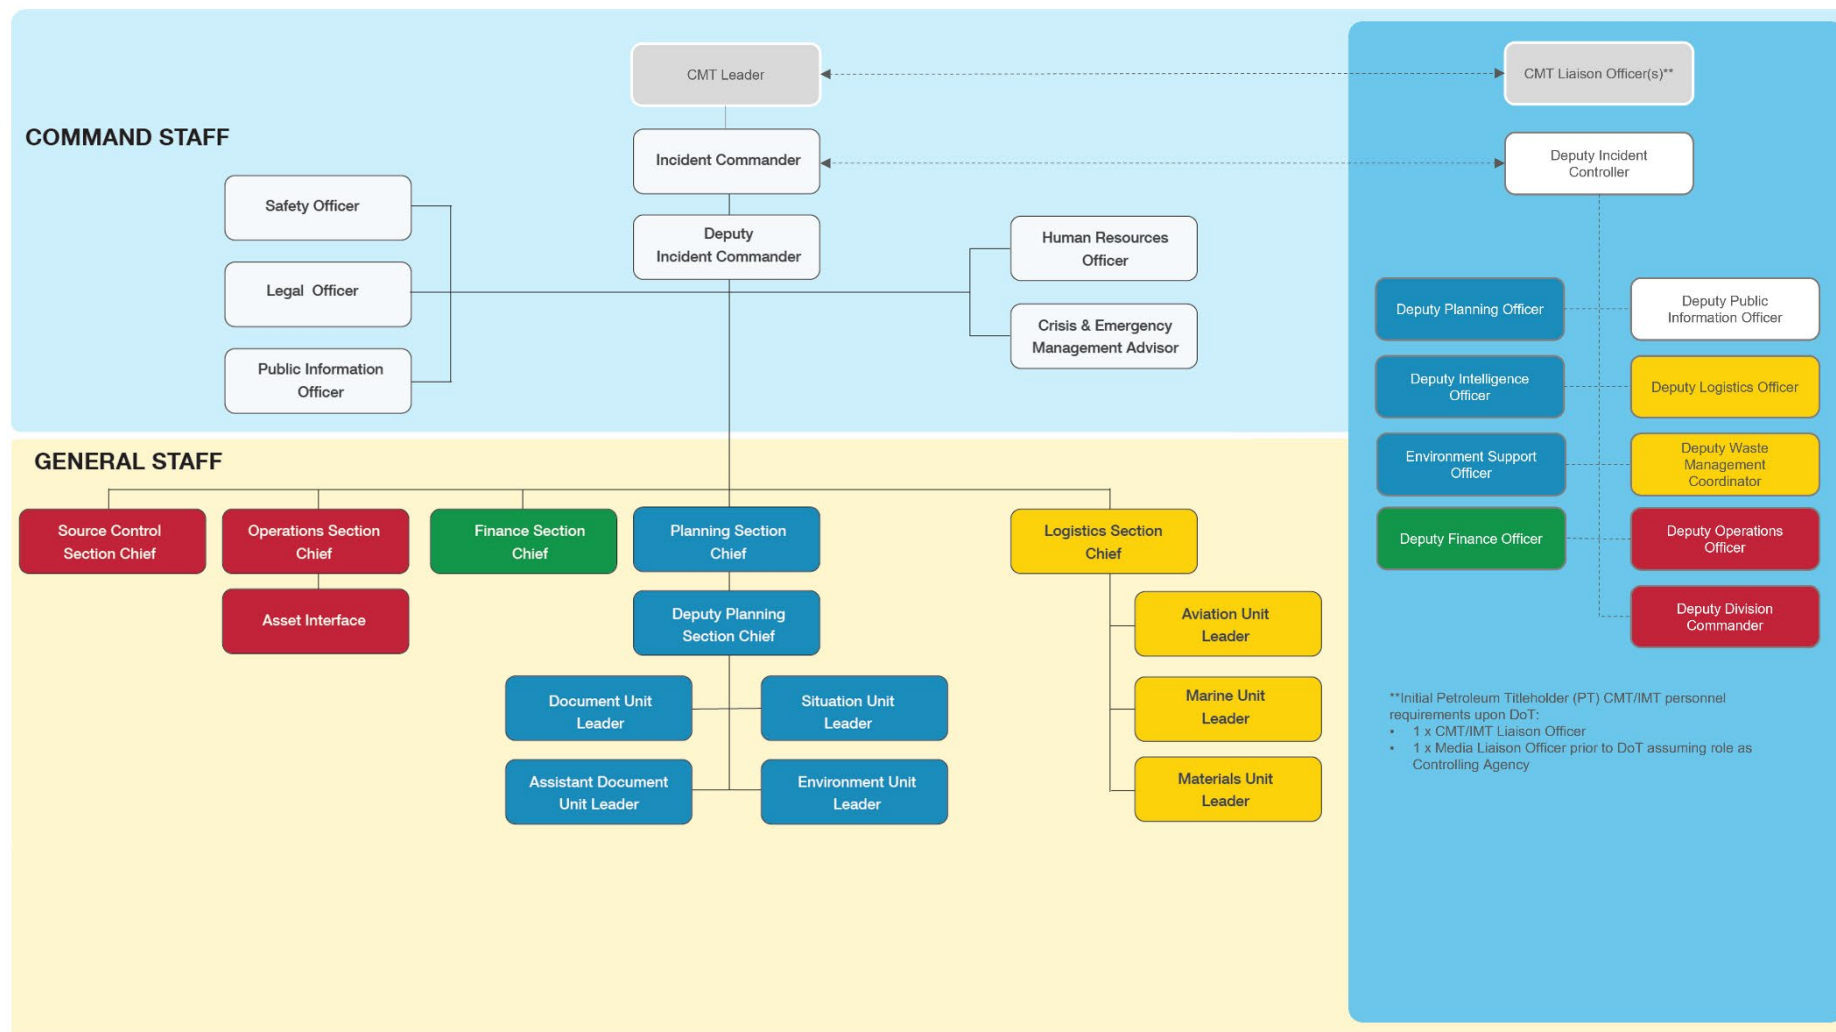 CMT Leader
CMT Liaison Officer(s)**
COMMAND STAFF
Incident Commander
Deputy Incident
Controller
Safety Officer
Deputy
Incident Commander
Human Resources
Officer
Legal Officer
Crisis & Emergency
Management Advisor
Public Information
Officer
Deputy Planning Officer
Deputy Public
Information Officer
Deputy Intelligence
Officer
Deputy Logistics Officer
Environment Support
Officer
Deputy Waste
Management
Coordinator
Deputy Finance Officer
Deputy Operations
Officer
Deputy Division
Commander
GENERAL STAFF
Source Control
Section Chief
Operations Section
Chief
Finance Section
Chief
Planning Section
Chief
Logistics Section
Chief
Asset Interface
Deputy Planning
Section Chief
Aviation Unit
Leader
Document Unit
Leader
Situation Unit
Leader
Marine Unit
Leader
Assistant Document
Unit Leader
Environment Unit
Leader
Materials Unit
Leader
**Initial Petroleum Titleholder (PT) CMT/IMT personnel
requirements upon DoT:
• 1 x CMT/IMT Liaison Officer
• 1 x Media Liaison Officer prior to DoT assuming role as
Controlling Agency